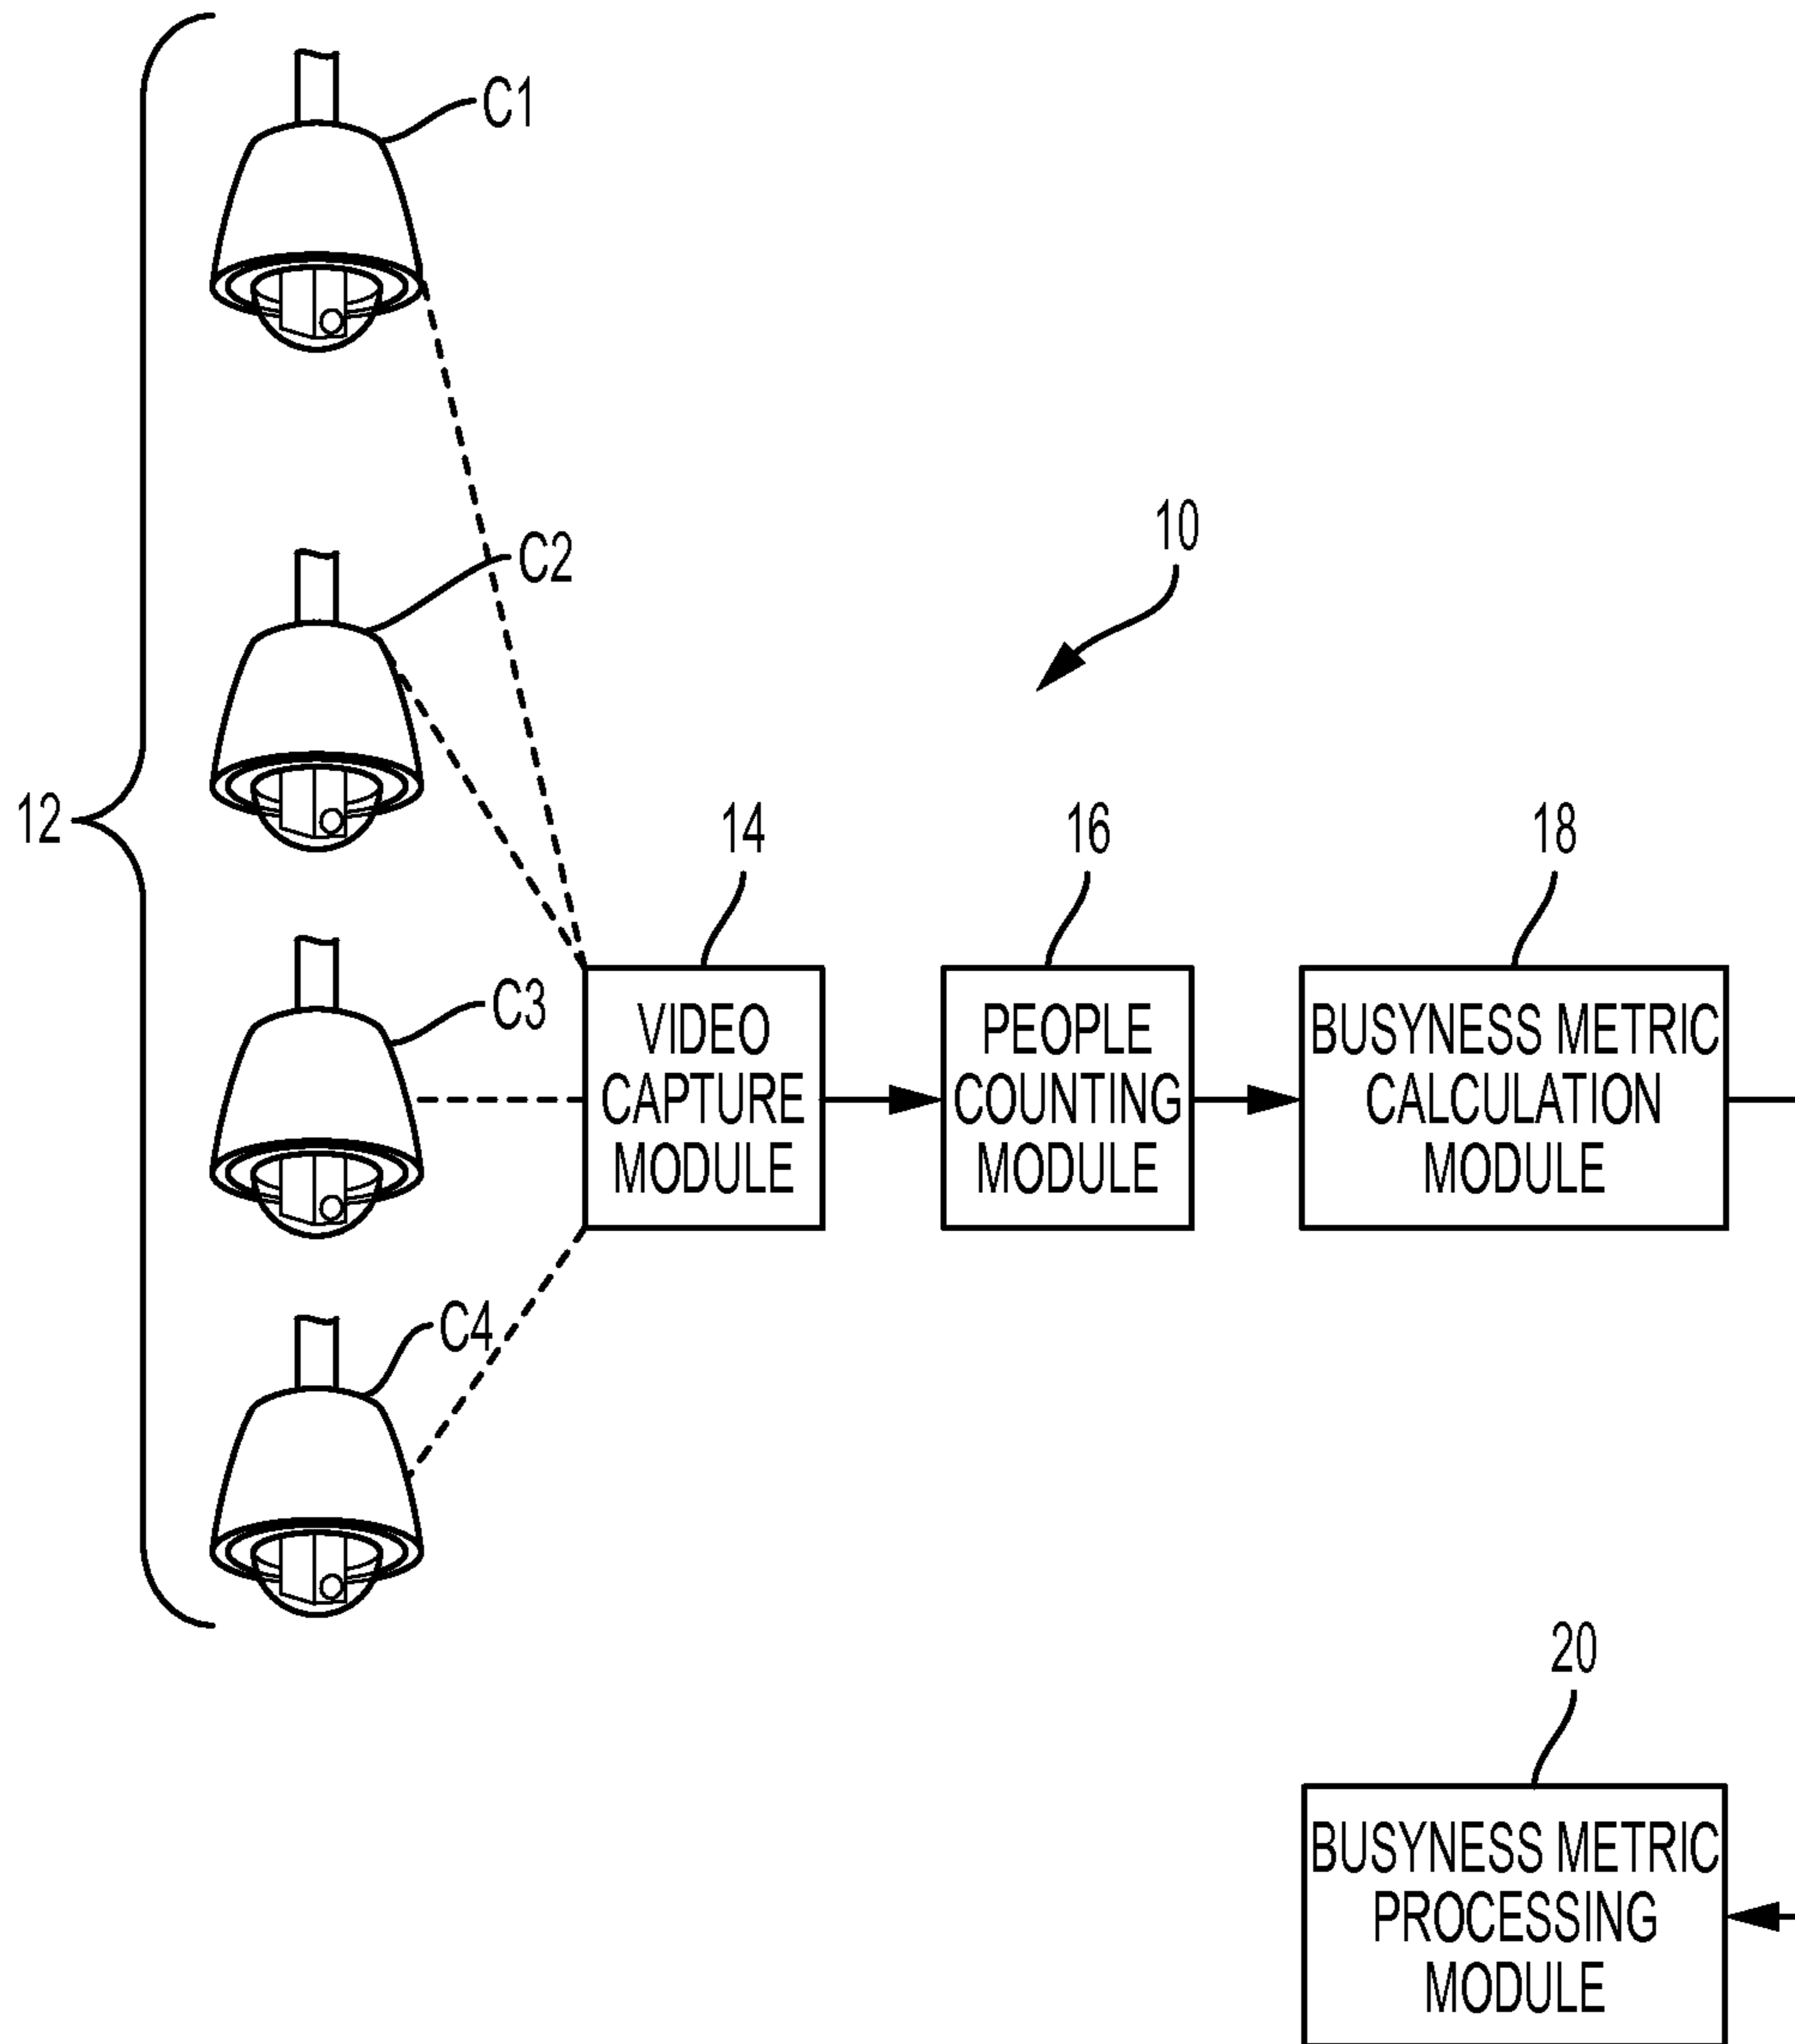 C1
C2
10
12
14
16
18
C3
VIDEO
CAPTURE
MODULE
PEOPLE
COUNTING
MODULE
BUSYNESS METRIC
CALCULATION
MODULE
C4
20
BUSYNESS METRIC
PROCESSING
MODULE